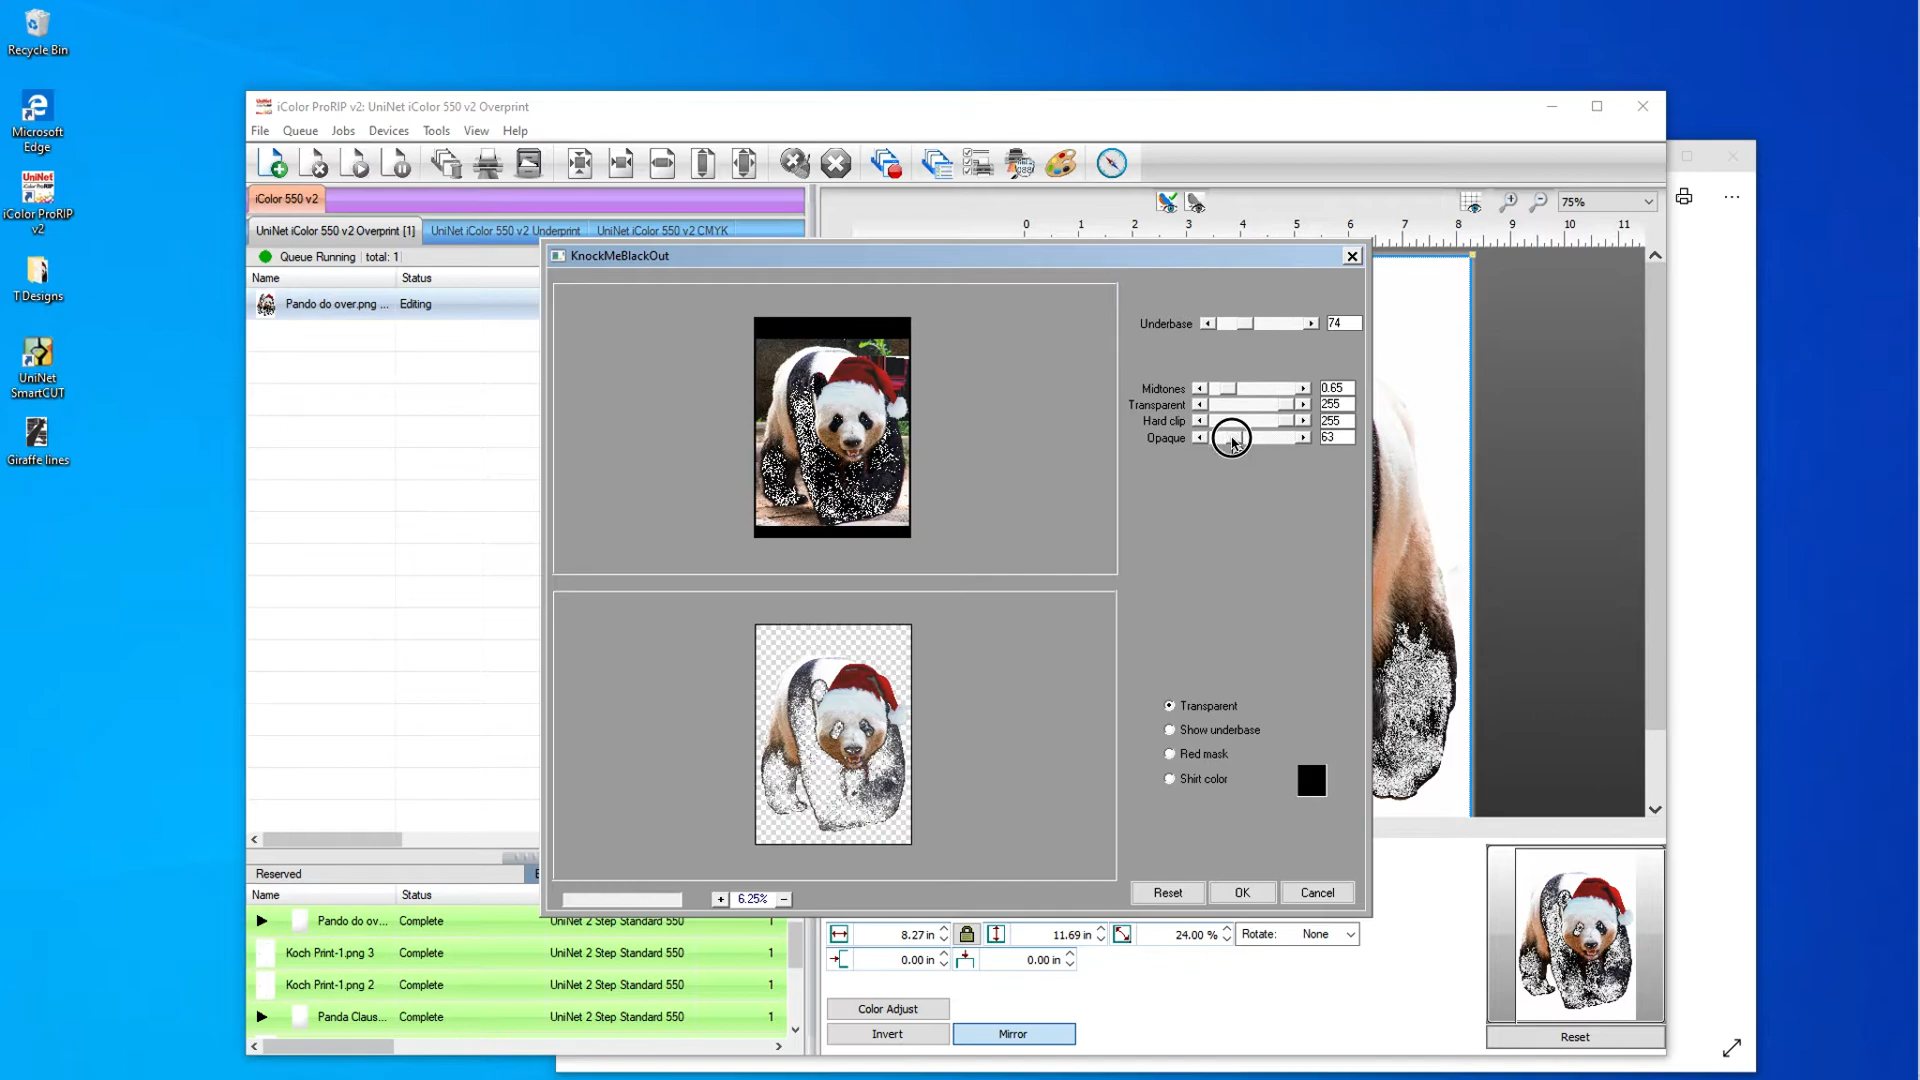 Recycle Bin
Microsoft
Edge
UniNet
iColor ProRIP
v2
T Designs
UniNet
SmartCUT
Giraffe lines
iColor ProRIP v2: UniNet iColor 550 v2 Overprint
File Queue Jobs Devices Tools View Help
iColor 550 v2
75%
0 1 2 3 4 5 6 7 8 9 10 11
UniNet iColor 550 v2 Overprint [1] UniNet iColor 550 v2 Underprint UniNet iColor 550 v2 CMYK
Queue Running total: 1
Name Status
Pando do over.png ... Editing
KnockMeBlackOut
Underbase 74
Midtones 0.65
Transparent 255
Hard clip 255
Opaque 63
Transparent
Show underbase
Red mask
Shirt color
+ 6.25% −
Reset OK Cancel
Reserved
Name Status
Pando do ov... Complete UniNet 2 Step Standard 550 1
Koch Print-1.png 3 Complete UniNet 2 Step Standard 550 1
Koch Print-1.png 2 Complete UniNet 2 Step Standard 550 1
Panda Claus... Complete UniNet 2 Step Standard 550 1
8.27 in 11.69 in 24.00 % Rotate: None
0.00 in 0.00 in
Color Adjust
Invert Mirror
Reset